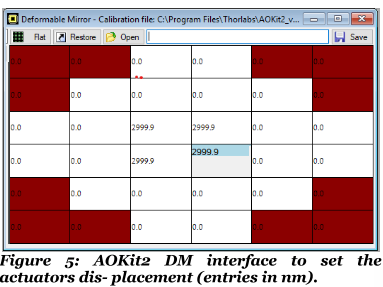 Deformable Mirror - Calibration file: C:\Program Files\Thorlabs\AOKit2_v...
Flat Restore Open Save
0.0 0.0 0.0 0.0 0.0 0.0
0.0 0.0 0.0 0.0 0.0 0.0
0.0 0.0 2999.9 2999.9 0.0 0.0
0.0 0.0 2999.9 2999.9 0.0 0.0
0.0 0.0 0.0 0.0 0.0 0.0
0.0 0.0 0.0 0.0 0.0 0.0
Figure 5: AOKit2 DM interface to set the
actuators dis- placement (entries in nm).